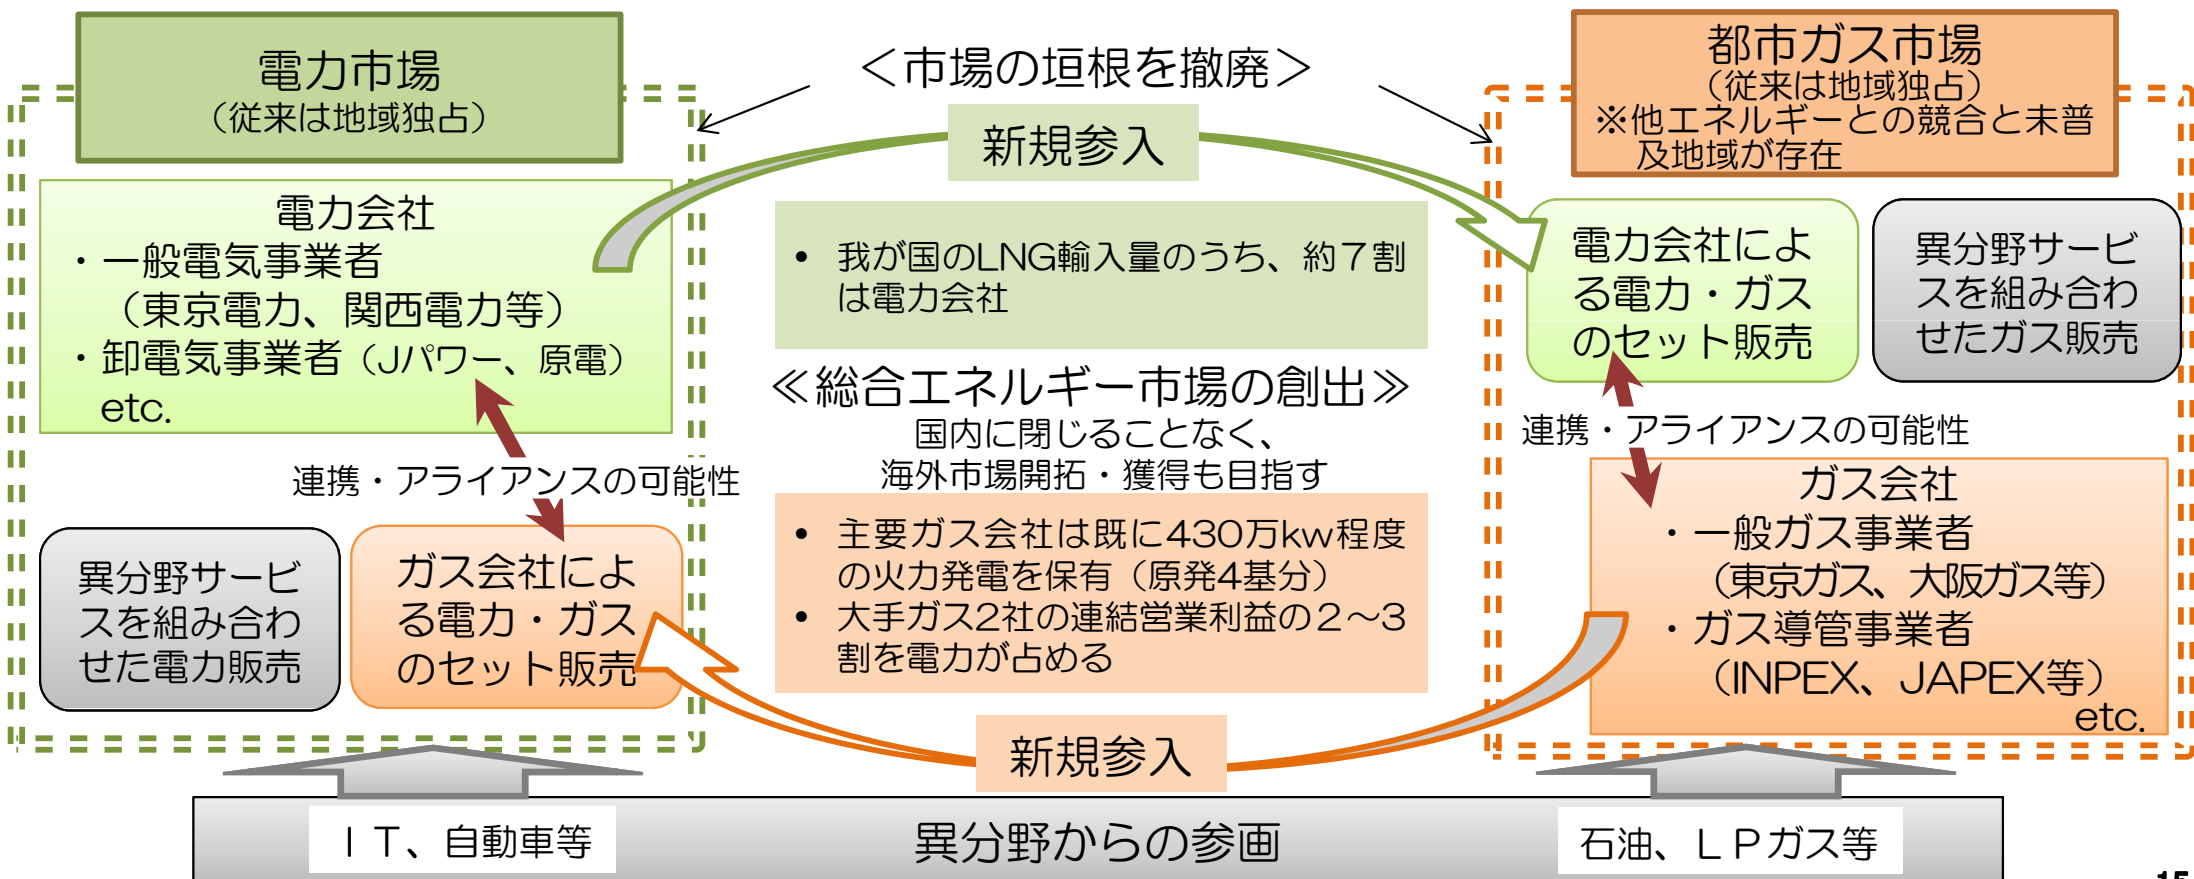 電力市場
（従来は地域独占）
＜市場の垣根を撤廃＞
都市ガス市場
（従来は地域独占）
※他エネルギーとの競合と未普
及地域が存在
新規参入
電力会社
・一般電気事業者
（東京電力、関西電力等）
・卸電気事業者（Jパワー、原電）
etc.
• 我が国のLNG輸入量のうち、約７割
は電力会社
電力会社によ
る電力・ガス
のセット販売
異分野サービ
スを組み合わ
せたガス販売
≪総合エネルギー市場の創出≫
国内に閉じることなく、
海外市場開拓・獲得も目指す
連携・アライアンスの可能性
連携・アライアンスの可能性
異分野サービ
スを組み合わ
せた電力販売
ガス会社によ
る電力・ガス
のセット販売
• 主要ガス会社は既に430万kw程度
の火力発電を保有（原発4基分）
• 大手ガス2社の連結営業利益の２～３
割を電力が占める
ガス会社
・一般ガス事業者
（東京ガス、大阪ガス等）
・ガス導管事業者
（INPEX、JAPEX等）
etc.
新規参入
ＩＴ、自動車等
異分野からの参画
石油、ＬＰガス等
15